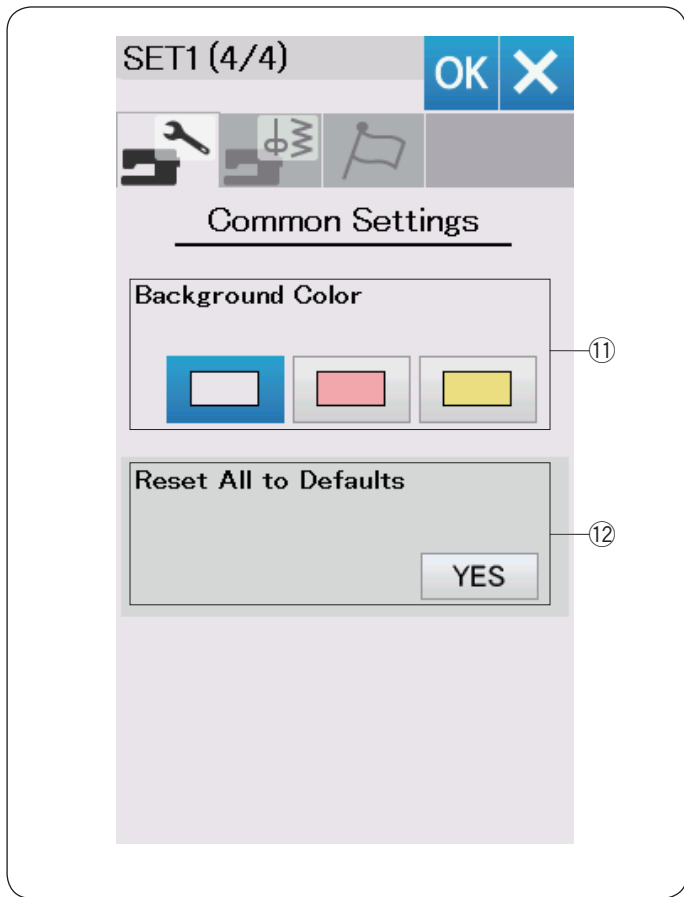 SET1 (4/4)
OK
Common Settings
Background Color
⑪
Reset All to Defaults
⑫
YES